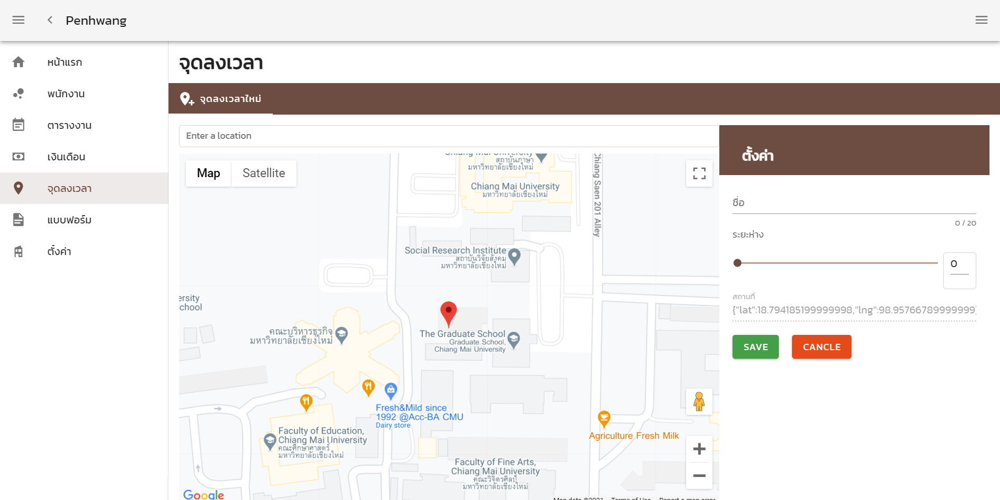 Penhwang
หน้าแรก
พนักงาน
ตารางงาน
เงินเดือน
จุดลงเวลา
แบบฟอร์ม
ตั้งค่า
จุดลงเวลา
จุดลงเวลาใหม่
Enter a location
Map
Satellite
Chiang Mai University
สถาบันภาษา
มหาวิทยาลัยเชียงใหม่
Chiang Mai University
มหาวิทยาลัยเชียงใหม่
Chiang Saen 201 Alley
Social Research Institute
สถาบันวิจัยสังคม
มหาวิทยาลัยเชียงใหม่
ersity
School
คณะบริหารธุรกิจ
มหาวิทยาลัยเชียงใหม่
The Graduate School
Graduate School,
Chiang Mai University
Fresh&Mild since
1992 @Acc-BA CMU
Dairy store
Faculty of Education,
Chiang Mai University
คณะศึกษาศาสตร์
มหาวิทยาลัยเชียงใหม่
Agriculture Fresh Milk
Faculty of Fine Arts,
Chiang Mai University
คณะวิจิตรศิลป์
มหาวิทยาลัยเชียงใหม่
Google
Map data ©2021
Terms of Use
Report a map error
ตั้งค่า
ชื่อ
0 / 20
ระยะห่าง
0
สถานที่
{"lat":18.794185199999998,"lng":98.95766789999999}
SAVE
CANCLE